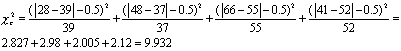 χ²c = (|28−39|−0.5)²/39 + (|48−37|−0.5)²/37 + (|66−55|−0.5)²/55 + (|41−52|−0.5)²/52 =
2.827+2.98+2.005+2.12=9.932